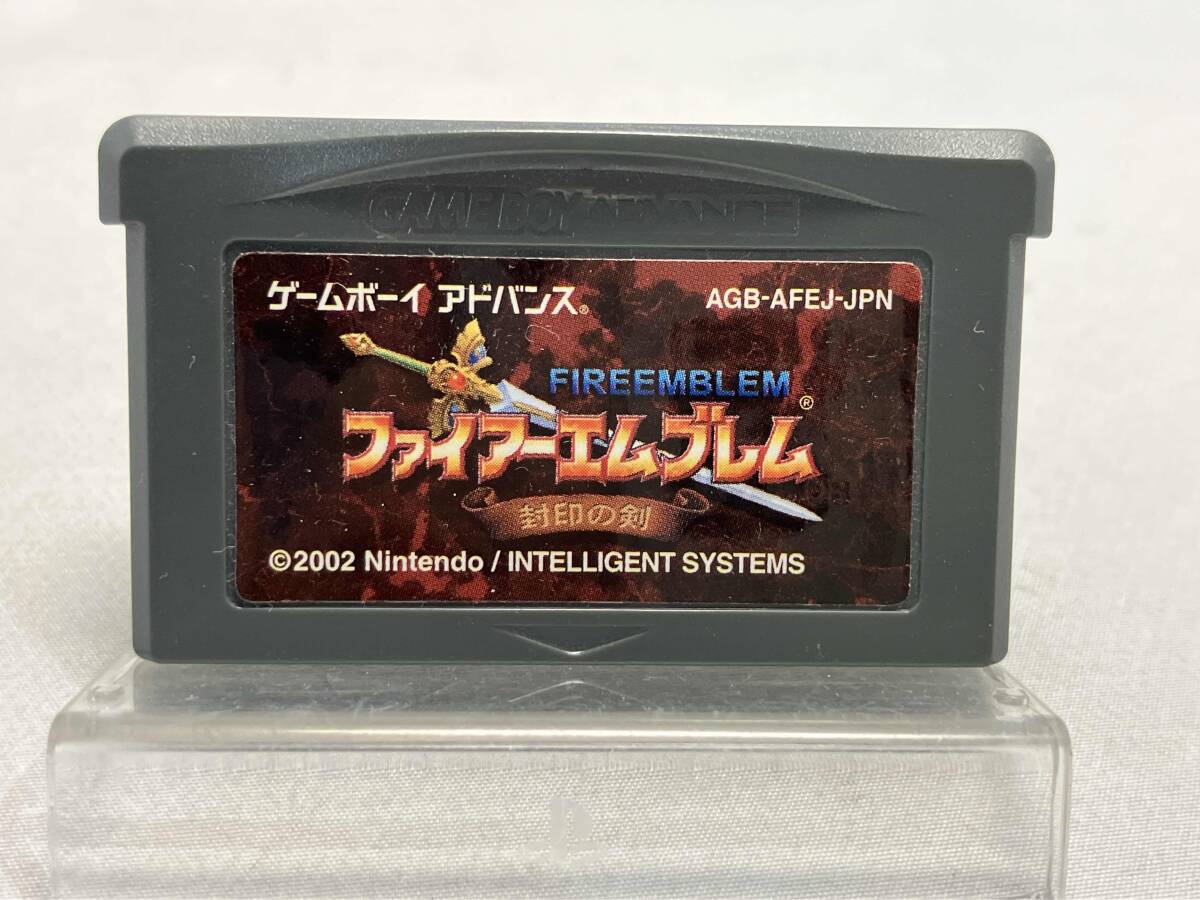 GAME BOY ADVANCE
ゲームボーイ アドバンス®
AGB-AFEJ-JPN
FIREEMBLEM
ファイアーエムブレム®
封印の剣
©2002 Nintendo / INTELLIGENT SYSTEMS